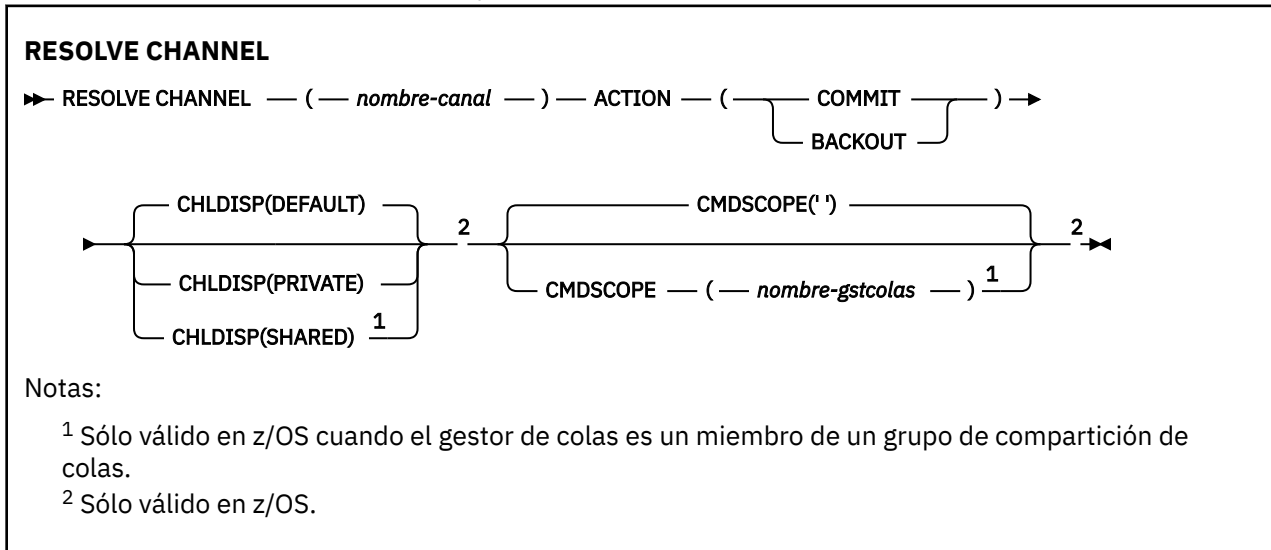 RESOLVE CHANNEL
RESOLVE CHANNEL ( nombre-canal ) ACTION ( COMMIT )
BACKOUT
CHLDISP(DEFAULT) 2 CMDSCOPE(' ') 2
CHLDISP(PRIVATE) CMDSCOPE ( nombre-gstcolas ) 1
CHLDISP(SHARED) 1
Notas:
1 Sólo válido en z/OS cuando el gestor de colas es un miembro de un grupo de compartición de
colas.
2 Sólo válido en z/OS.